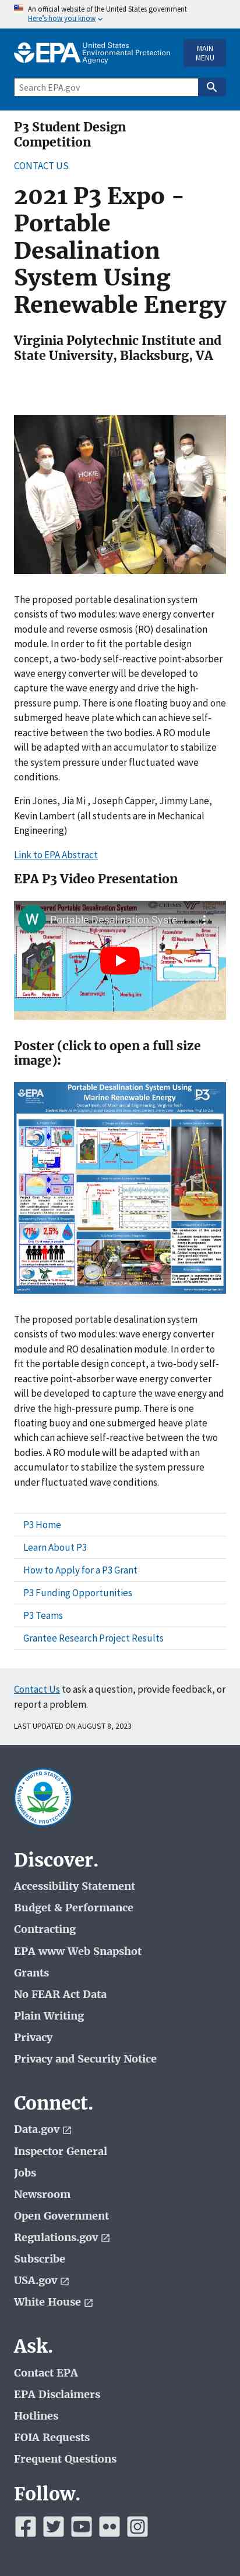 An official website of the United States government
Here's how you know
EPA United States
Environmental Protection
Agency
MAIN
MENU
Search EPA.gov
P3 Student Design
Competition
CONTACT US
2021 P3 Expo -
Portable
Desalination
System Using
Renewable Energy
Virginia Polytechnic Institute and
State University, Blacksburg, VA
HOKIE
The proposed portable desalination system
consists of two modules: wave energy converter
module and reverse osmosis (RO) desalination
module. In order to fit the portable design
concept, a two-body self-reactive point-absorber
wave energy converter will be developed to
capture the wave energy and drive the high-
pressure pump. There is one floating buoy and one
submerged heave plate which can achieve self-
reactive between the two bodies. A RO module
will be adapt with an accumulator to stabilize
the system pressure under fluctuated wave
conditions.
Erin Jones, Jia Mi , Joseph Capper, Jimmy Lane,
Kevin Lambert (all students are in Mechanical
Engineering)
Link to EPA Abstract
EPA P3 Video Presentation
W
Portable Desalination Syste
High-pressure
pump
Accumulator
Cartridge
filter
Counterweight
Poster (click to open a full size
image):
EPA
Portable Desalination System Using
Marine Renewable Energy
P3
The proposed portable desalination system
consists of two modules: wave energy converter
module and RO desalination module. In order to
fit the portable design concept, a two-body self-
reactive point-absorber wave energy converter
will be developed to capture the wave energy and
drive the high-pressure pump. There is one
floating buoy and one submerged heave plate
which can achieve self-reactive between the two
bodies. A RO module will be adapted with an
accumulator to stabilize the system pressure
under fluctuated wave conditions.
P3 Home
Learn About P3
How to Apply for a P3 Grant
P3 Funding Opportunities
P3 Teams
Grantee Research Project Results
Contact Us to ask a question, provide feedback, or
report a problem.
LAST UPDATED ON AUGUST 8, 2023
UNITED STATES
ENVIRONMENTAL PROTECTION AGENCY
Discover.
Accessibility Statement
Budget & Performance
Contracting
EPA www Web Snapshot
Grants
No FEAR Act Data
Plain Writing
Privacy
Privacy and Security Notice
Connect.
Data.gov
Inspector General
Jobs
Newsroom
Open Government
Regulations.gov
Subscribe
USA.gov
White House
Ask.
Contact EPA
EPA Disclaimers
Hotlines
FOIA Requests
Frequent Questions
Follow.